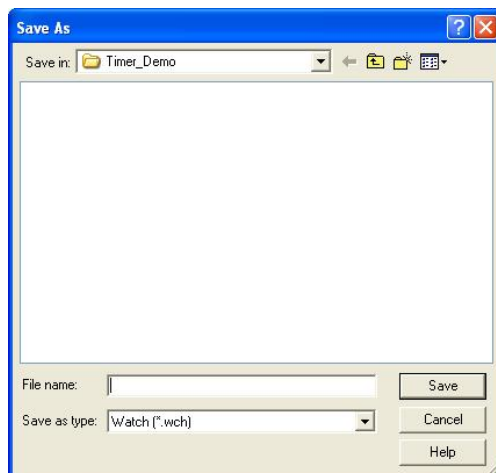 Save As
Save in: Timer_Demo
File name:
Save
Save as type: Watch (*.wch)
Cancel
Help